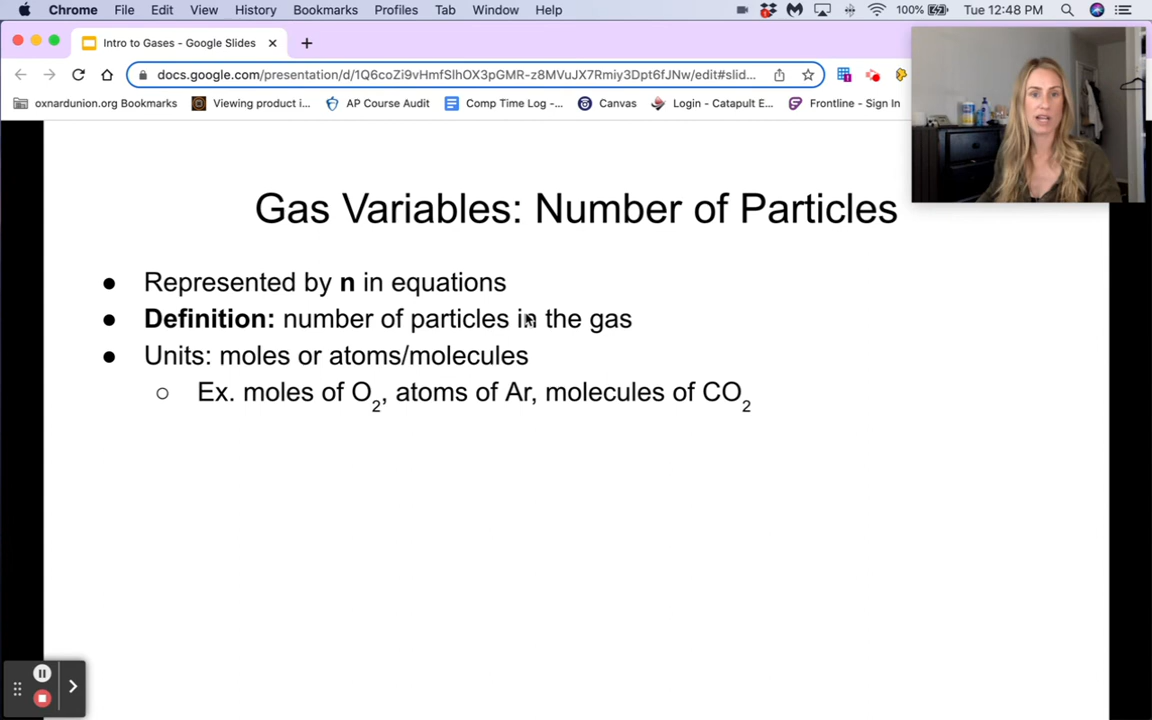 Chrome File Edit View History Bookmarks Profiles Tab Window Help 100% Tue 12:48 PM
Intro to Gases - Google Slides
docs.google.com/presentation/d/1Q6coZi9vHmfSlhOX3pGMR-z8MVuJX7Rmiy3Dpt6fJNw/edit#slid...
oxnardunion.org Bookmarks Viewing product i... AP Course Audit Comp Time Log -... Canvas Login - Catapult E... Frontline - Sign In
Gas Variables: Number of Particles
● Represented by n in equations
● Definition: number of particles in the gas
● Units: moles or atoms/molecules
○ Ex. moles of O₂, atoms of Ar, molecules of CO₂